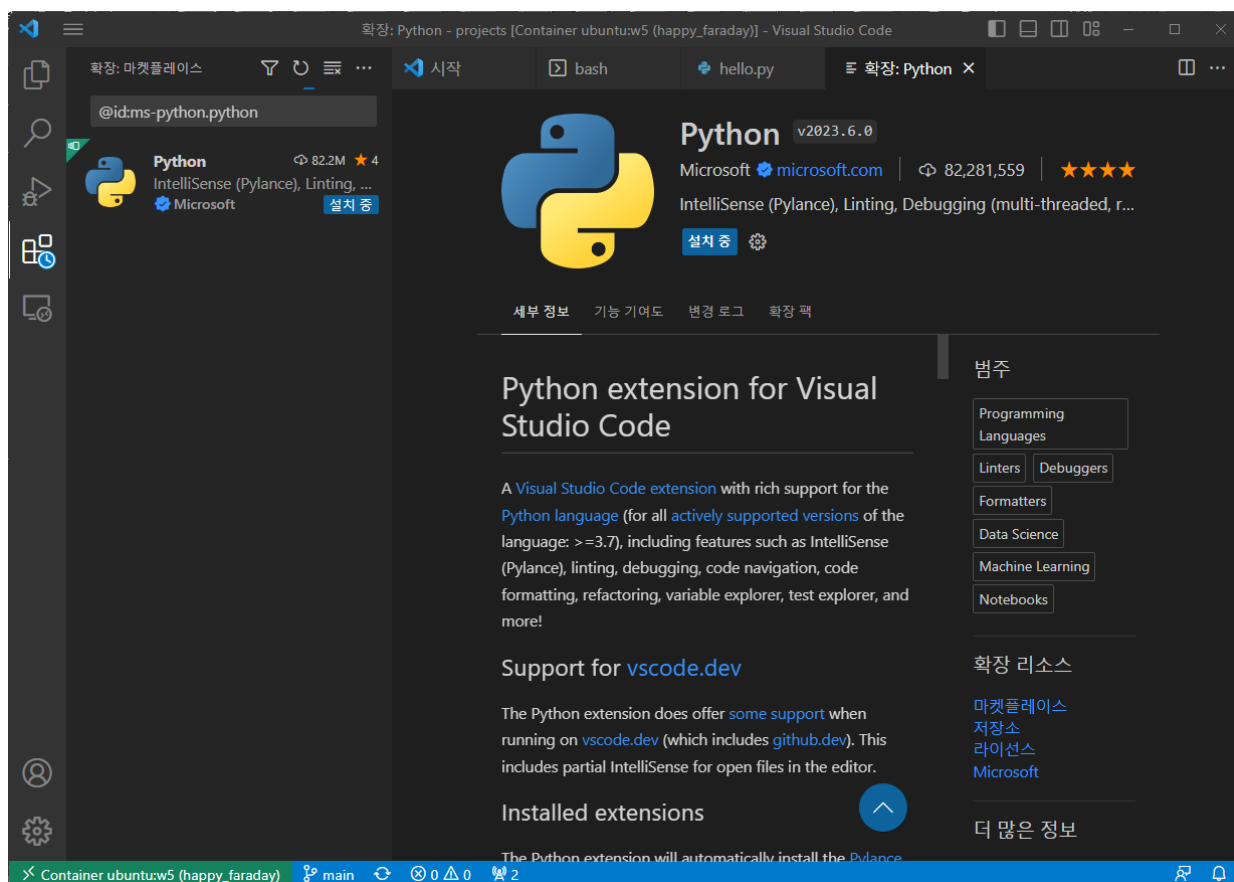 확장: Python - projects [Container ubuntu:w5 (happy_faraday)] - Visual Studio Code
확장: 마켓플레이스
시작
bash
hello.py
확장: Python
@id:ms-python.python
Python
82.2M ★ 4
IntelliSense (Pylance), Linting, ...
Microsoft
설치 중
Python v2023.6.0
Microsoft microsoft.com 82,281,559 ★★★★
IntelliSense (Pylance), Linting, Debugging (multi-threaded, r...
설치 중
세부 정보 기능 기여도 변경 로그 확장 팩
Python extension for Visual
Studio Code
A Visual Studio Code extension with rich support for the
Python language (for all actively supported versions of the
language: >=3.7), including features such as IntelliSense
(Pylance), linting, debugging, code navigation, code
formatting, refactoring, variable explorer, test explorer, and
more!
Support for vscode.dev
The Python extension does offer some support when
running on vscode.dev (which includes github.dev). This
includes partial IntelliSense for open files in the editor.
Installed extensions
The Python extension will automatically install the Pylance
범주
Programming
Languages
Linters Debuggers
Formatters
Data Science
Machine Learning
Notebooks
확장 리소스
마켓플레이스
저장소
라이선스
Microsoft
더 많은 정보
Container ubuntu:w5 (happy_faraday) main 0 0 2